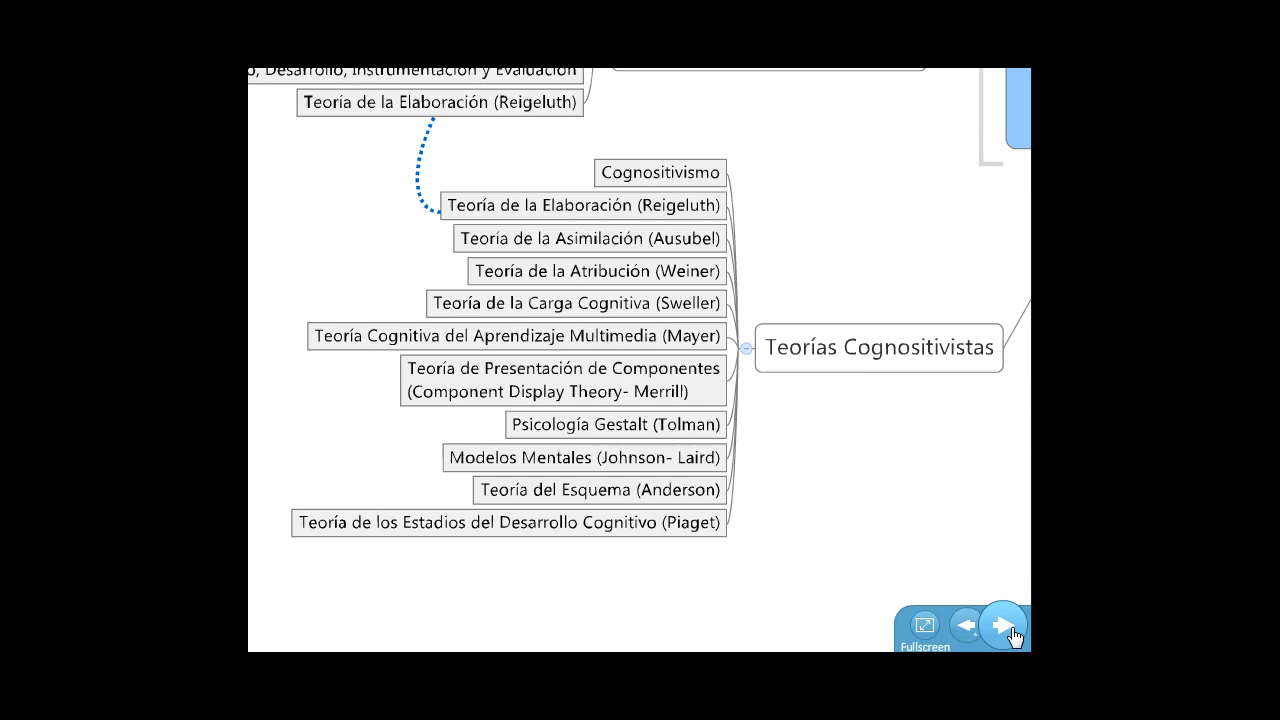 o, Desarrollo, Instrumentación y Evaluación
Teoría de la Elaboración (Reigeluth)
Cognositivismo
Teoría de la Elaboración (Reigeluth)
Teoría de la Asimilación (Ausubel)
Teoría de la Atribución (Weiner)
Teoría de la Carga Cognitiva (Sweller)
Teoría Cognitiva del Aprendizaje Multimedia (Mayer)
Teoría de Presentación de Componentes
(Component Display Theory- Merrill)
Psicología Gestalt (Tolman)
Modelos Mentales (Johnson- Laird)
Teoría del Esquema (Anderson)
Teoría de los Estadios del Desarrollo Cognitivo (Piaget)
Teorías Cognositivistas
Fullscreen